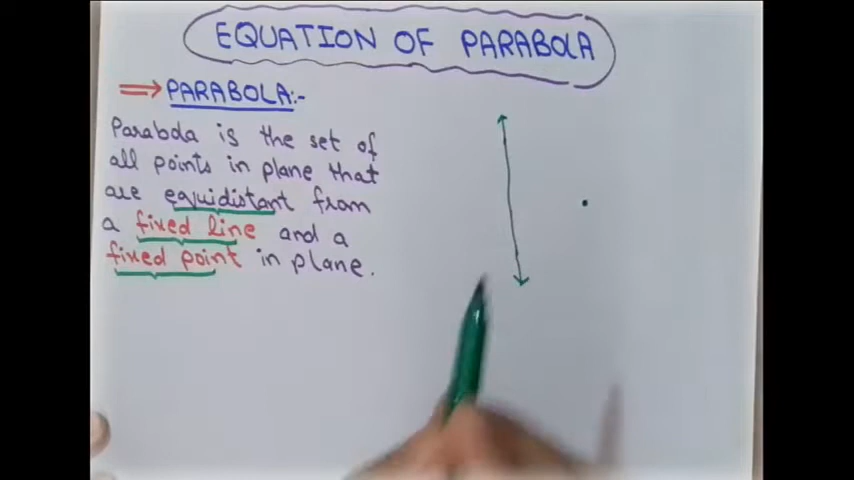 EQUATION OF PARABOLA
⇒ PARABOLA:-
Parabola is the set of
all points in plane that
are equidistant from
a fixed line and a
fixed point in plane.